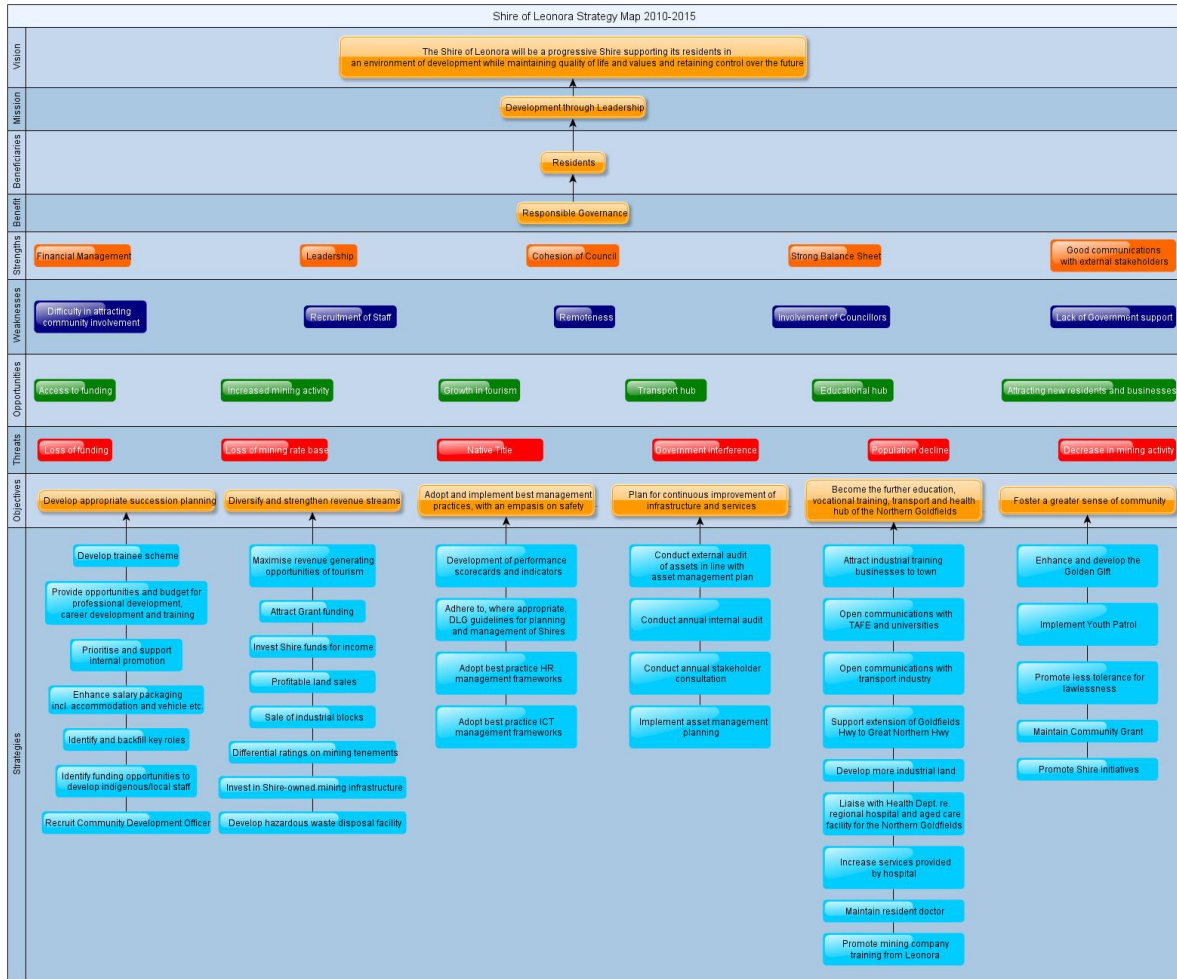 Shire of Leonora Strategy Map 2010-2015
Vision
The Shire of Leonora will be a progressive Shire supporting its residents in
an environment of development while maintaining quality of life and values and retaining control over the future
Mission
Development through Leadership
Beneficiaries
Residents
Benefit
Responsible Governance
Strengths
Financial Management
Leadership
Cohesion of Council
Strong Balance Sheet
Good communications
with external stakeholders
Weaknesses
Difficulty in attracting
community involvement
Recruitment of Staff
Remoteness
Involvement of Councillors
Lack of Government support
Opportunities
Access to funding
Increased mining activity
Growth in tourism
Transport hub
Educational hub
Attracting new residents and businesses
Threats
Loss of funding
Loss of mining rate base
Native Title
Government interference
Population decline
Decrease in mining activity
Objectives
Develop appropriate succession planning
Diversify and strengthen revenue streams
Adopt and implement best management
practices, with an empasis on safety
Plan for continuous improvement of
infrastructure and services
Become the further education,
vocational training, transport and health
hub of the Northern Goldfields
Foster a greater sense of community
Strategies
Develop trainee scheme
Provide opportunities and budget for
professional development,
career development and training
Prioritise and support
internal promotion
Enhance salary packaging
incl. accommodation and vehicle etc.
Identify and backfill key roles
Identify funding opportunities to
develop indigenous/local staff
Recruit Community Development Officer
Maximise revenue generating
opportunities of tourism
Attract Grant funding
Invest Shire funds for income
Profitable land sales
Sale of industrial blocks
Differential ratings on mining tenements
Invest in Shire-owned mining infrastructure
Develop hazardous waste disposal facility
Development of performance
scorecards and indicators
Adhere to, where appropriate,
DLG guidelines for planning
and management of Shires
Adopt best practice HR
management frameworks
Adopt best practice ICT
management frameworks
Conduct external audit
of assets in line with
asset management plan
Conduct annual internal audit
Conduct annual stakeholder
consultation
Implement asset management
planning
Attract industrial training
businesses to town
Open communications with
TAFE and universities
Open communications with
transport industry
Support extension of Goldfields
Hwy to Great Northern Hwy
Develop more industrial land
Liaise with Health Dept. re.
regional hospital and aged care
facility for the Northern Goldfields
Increase services provided
by hospital
Maintain resident doctor
Promote mining company
training from Leonora
Enhance and develop the
Golden GIft
Implement Youth Patrol
Promote less tolerance for
lawlessness
Maintain Community Grant
Promote Shire initiatives